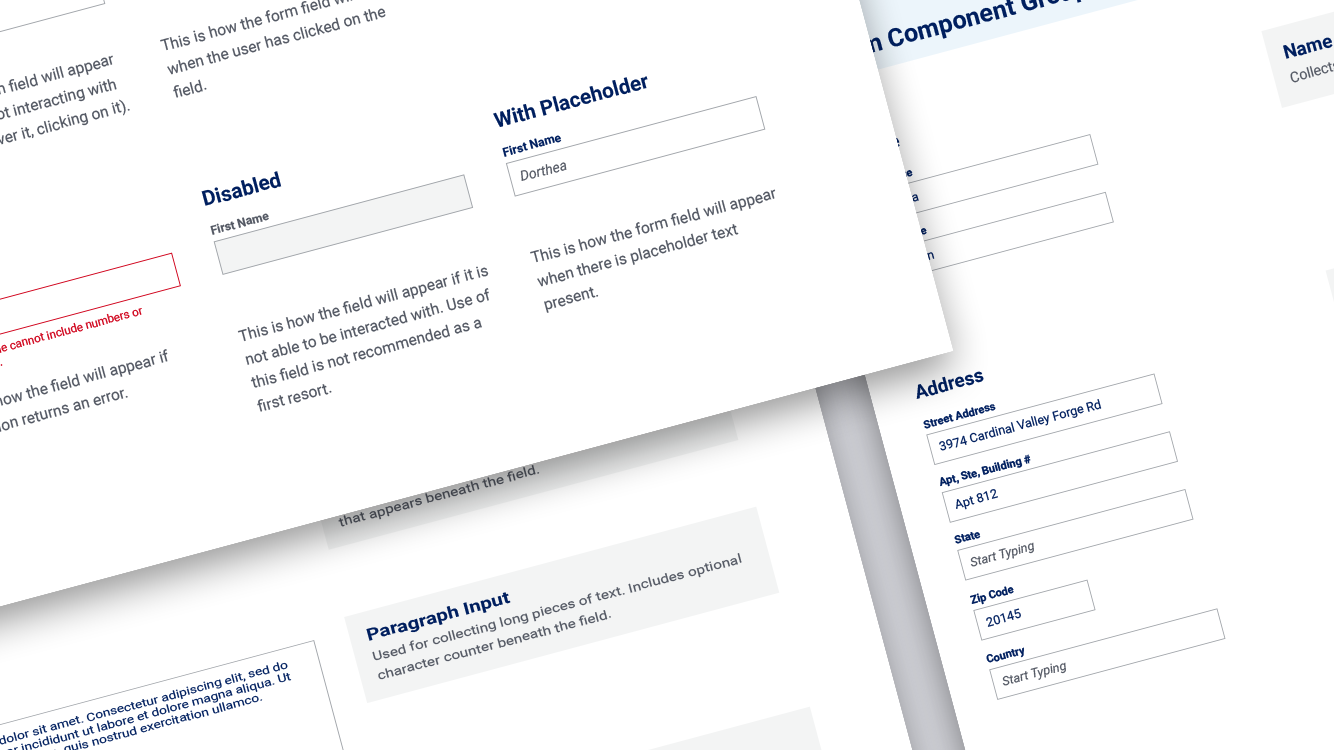 This is how the form field
when the user has clicked on the
field.
field will appear
interacting with
it, clicking on it).
With Placeholder
First Name
Dorthea
This is how the form field will appear
when there is placeholder text
present.
Disabled
First Name
This is how the field will appear if it is
not able to be interacted with. Use of
this field is not recommended as a
first resort.
cannot include numbers or
how the field will appear if
returns an error.
that appears beneath the field.
Paragraph Input
Used for collecting long pieces of text. Includes optional
character counter beneath the field.
dolor sit amet. Consectetur adipiscing elit, sed do
incididunt ut labore et dolore magna aliqua. Ut
quis nostrud exercitation ullamco.
Component
Name
Address
Street Address
3974 Cardinal Valley Forge Rd
Apt, Ste, Building #
Apt 812
State
Start Typing
Zip Code
20145
Country
Start Typing